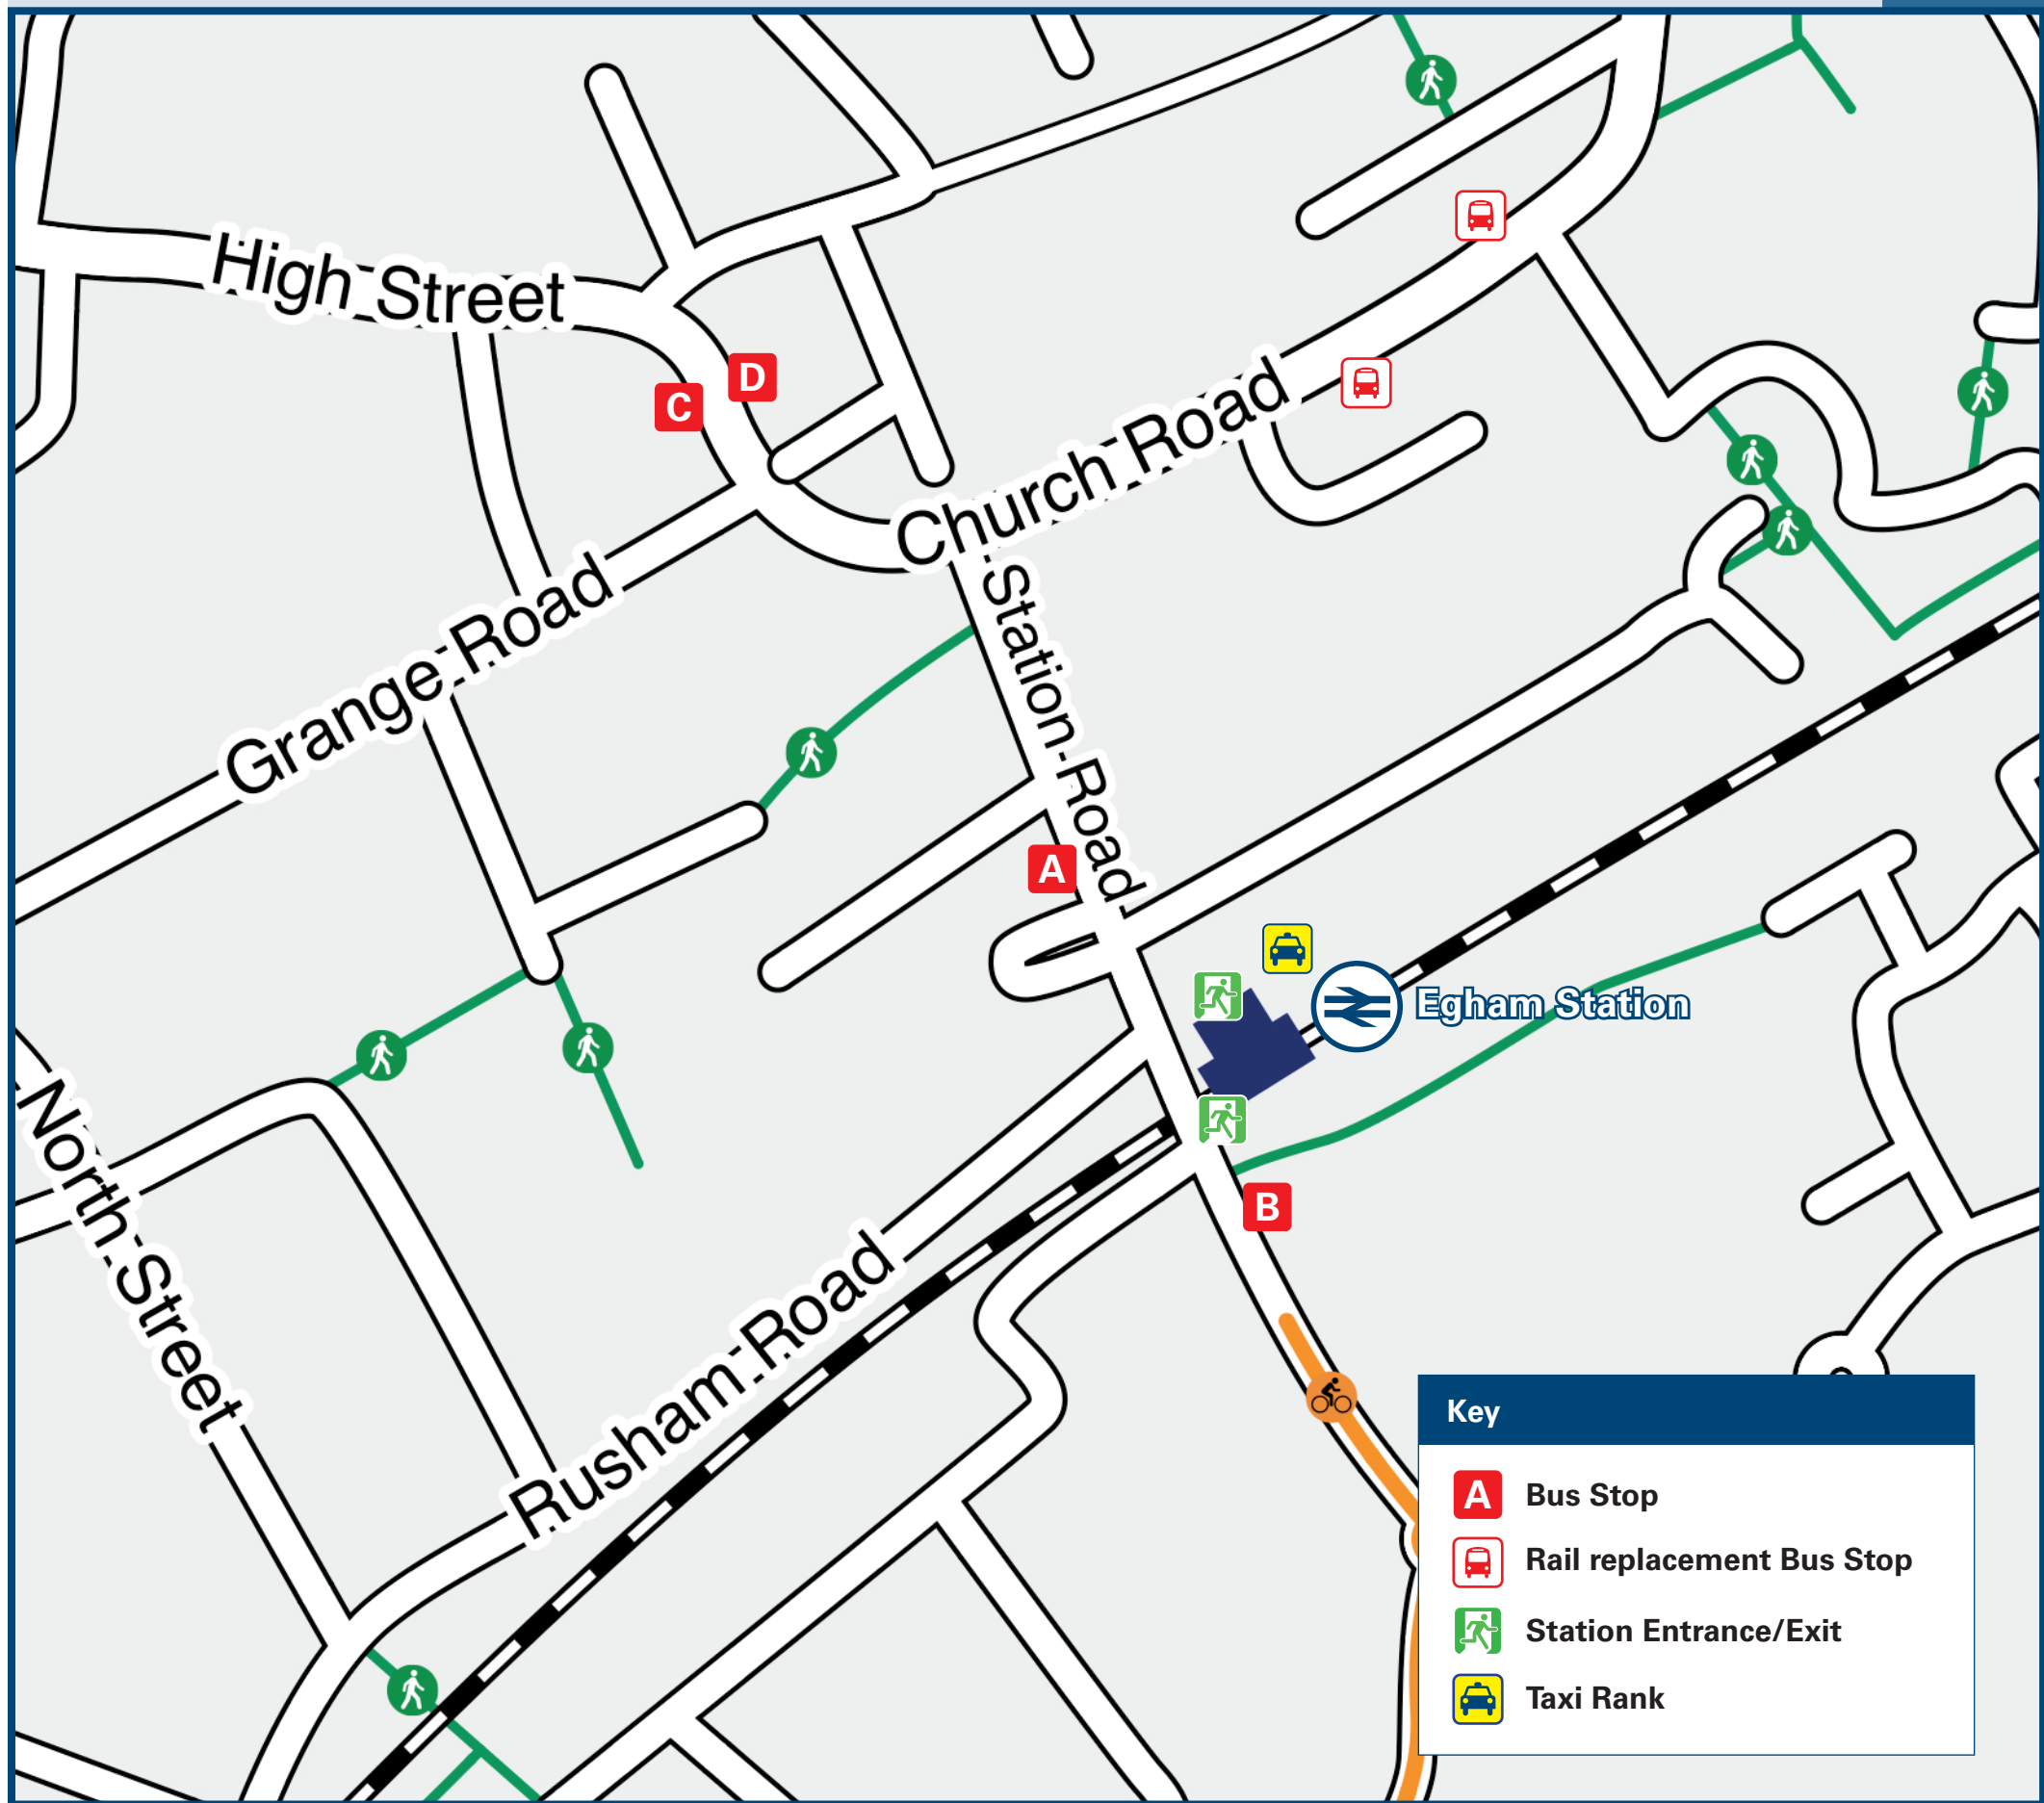 High Street
D
C
Church Road
Station Road
Grange Road
A
Egham Station
North Street
B
Rusham Road
Key
A Bus Stop
Rail replacement Bus Stop
Station Entrance/Exit
Taxi Rank